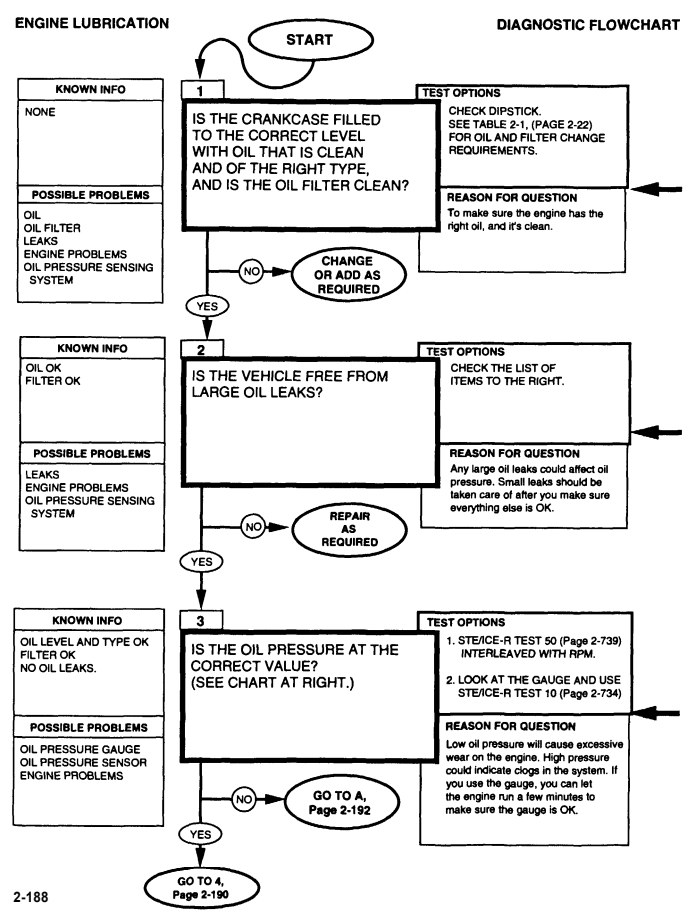 ENGINE LUBRICATION
DIAGNOSTIC FLOWCHART
START
KNOWN INFO
NONE
POSSIBLE PROBLEMS
OIL
OIL FILTER
LEAKS
ENGINE PROBLEMS
OIL PRESSURE SENSING
SYSTEM
1
IS THE CRANKCASE FILLED
TO THE CORRECT LEVEL
WITH OIL THAT IS CLEAN
AND OF THE RIGHT TYPE,
AND IS THE OIL FILTER CLEAN?
TEST OPTIONS
CHECK DIPSTICK.
SEE TABLE 2-1, (PAGE 2-22)
FOR OIL AND FILTER CHANGE
REQUIREMENTS.
REASON FOR QUESTION
To make sure the engine has the
right oil, and it's clean.
NO
CHANGE
OR ADD AS
REQUIRED
YES
KNOWN INFO
OIL OK
FILTER OK
POSSIBLE PROBLEMS
LEAKS
ENGINE PROBLEMS
OIL PRESSURE SENSING
SYSTEM
2
IS THE VEHICLE FREE FROM
LARGE OIL LEAKS?
TEST OPTIONS
CHECK THE LIST OF
ITEMS TO THE RIGHT.
REASON FOR QUESTION
Any large oil leaks could affect oil
pressure. Small leaks should be
taken care of after you make sure
everything else is OK.
NO
REPAIR
AS
REQUIRED
YES
KNOWN INFO
OIL LEVEL AND TYPE OK
FILTER OK
NO OIL LEAKS.
POSSIBLE PROBLEMS
OIL PRESSURE GAUGE
OIL PRESSURE SENSOR
ENGINE PROBLEMS
3
IS THE OIL PRESSURE AT THE
CORRECT VALUE?
(SEE CHART AT RIGHT.)
TEST OPTIONS
1. STE/ICE-R TEST 50 (Page 2-739)
INTERLEAVED WITH RPM.
2. LOOK AT THE GAUGE AND USE
STE/ICE-R TEST 10 (Page 2-734)
REASON FOR QUESTION
Low oil pressure will cause excessive
wear on the engine. High pressure
could indicate clogs in the system. If
you use the gauge, you can let
the engine run a few minutes to
make sure the gauge is OK.
NO
GO TO A,
Page 2-192
YES
GO TO 4,
Page 2-190
2-188